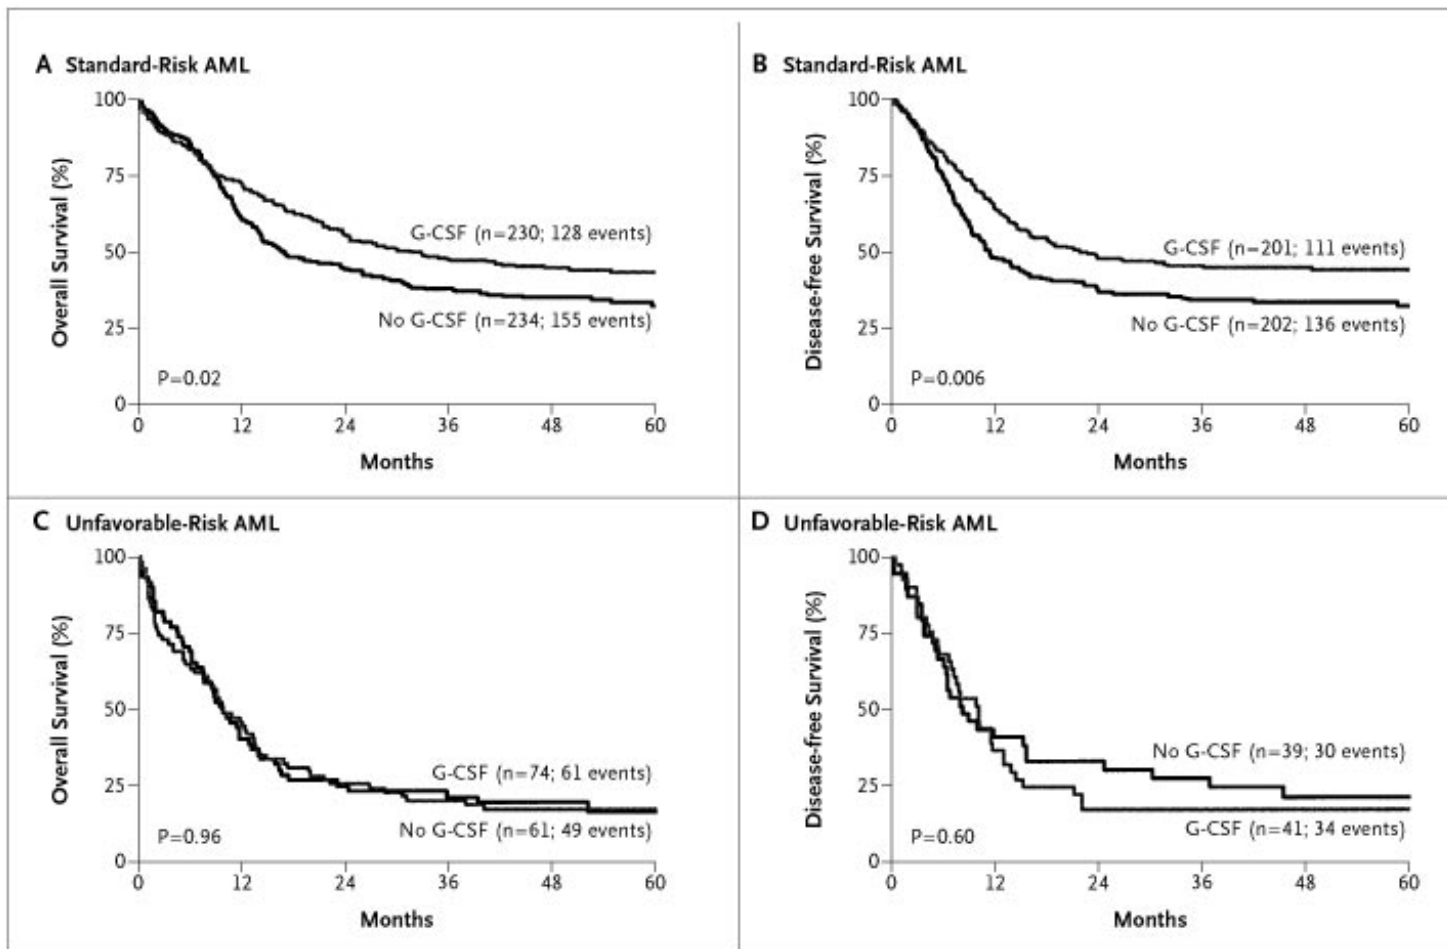 A Standard-Risk AML
100
75
50
25
0
Overall Survival (%)
G-CSF (n=230; 128 events)
No G-CSF (n=234; 155 events)
P=0.02
0 12 24 36 48 60
Months
B Standard-Risk AML
100
75
50
25
0
Disease-free Survival (%)
G-CSF (n=201; 111 events)
No G-CSF (n=202; 136 events)
P=0.006
0 12 24 36 48 60
Months
C Unfavorable-Risk AML
100
75
50
25
0
Overall Survival (%)
G-CSF (n=74; 61 events)
No G-CSF (n=61; 49 events)
P=0.96
0 12 24 36 48 60
Months
D Unfavorable-Risk AML
100
75
50
25
0
Disease-free Survival (%)
No G-CSF (n=39; 30 events)
G-CSF (n=41; 34 events)
P=0.60
0 12 24 36 48 60
Months